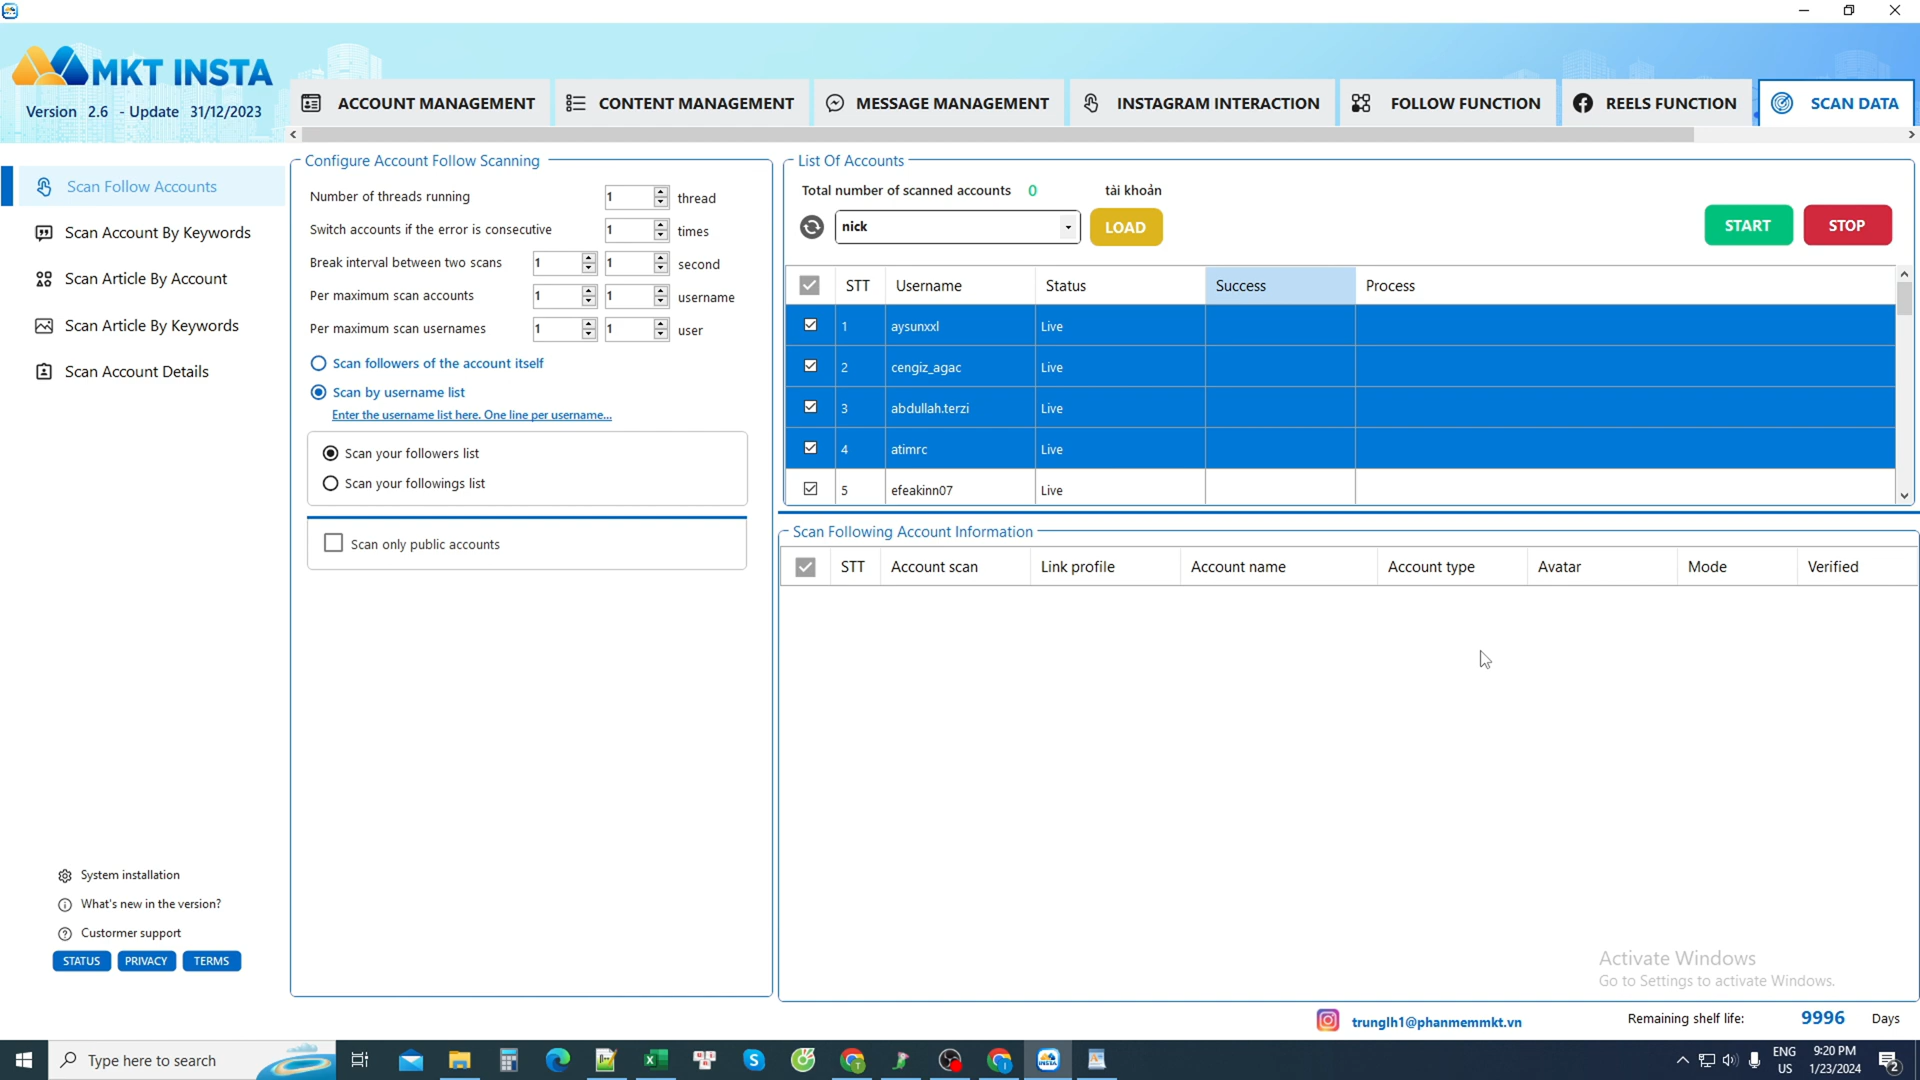 MKT INSTA
Version 2.6 - Update 31/12/2023
ACCOUNT MANAGEMENT
CONTENT MANAGEMENT
MESSAGE MANAGEMENT
INSTAGRAM INTERACTION
FOLLOW FUNCTION
REELS FUNCTION
SCAN DATA
Scan Follow Accounts
Scan Account By Keywords
Scan Article By Account
Scan Article By Keywords
Scan Account Details
System installation
What's new in the version?
Custormer support
STATUS PRIVACY TERMS
Configure Account Follow Scanning
Number of threads running 1 thread
Switch accounts if the error is consecutive 1 times
Break interval between two scans 1 1 second
Per maximum scan accounts 1 1 username
Per maximum scan usernames 1 1 user
Scan followers of the account itself
Scan by username list
Enter the username list here. One line per username...
Scan your followers list
Scan your followings list
Scan only public accounts
List Of Accounts
Total number of scanned accounts 0 tài khoản
nick LOAD START STOP
STT Username Status Success Process
1 aysunxxl Live
2 cengiz_agac Live
3 abdullah.terzi Live
4 atimrc Live
5 efeakinn07 Live
Scan Following Account Information
STT Account scan Link profile Account name Account type Avatar Mode Verified
Activate Windows
Go to Settings to activate Windows.
trunglh1@phanmemmkt.vn Remaining shelf life: 9996 Days
Type here to search
ENG
US
9:20 PM
1/23/2024
2